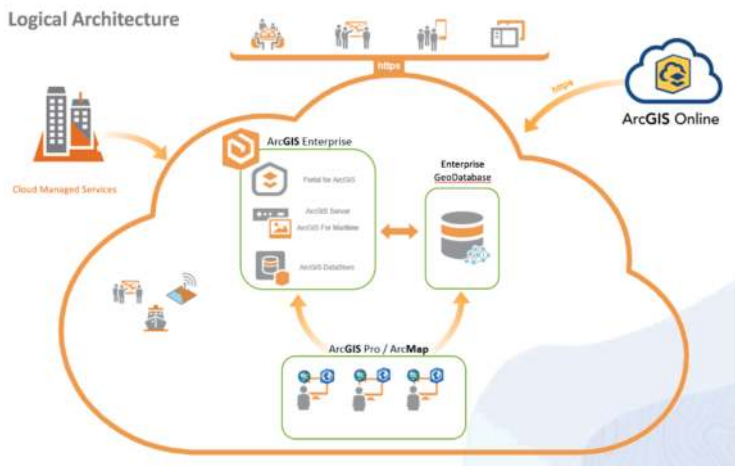 Logical Architecture
https
https
ArcGIS Online
Cloud Managed Services
ArcGIS Enterprise
Portal for ArcGIS
ArcGIS Server
ArcGIS For Maritime
ArcGIS DataStore
Enterprise
GeoDatabase
ArcGIS Pro / ArcMap